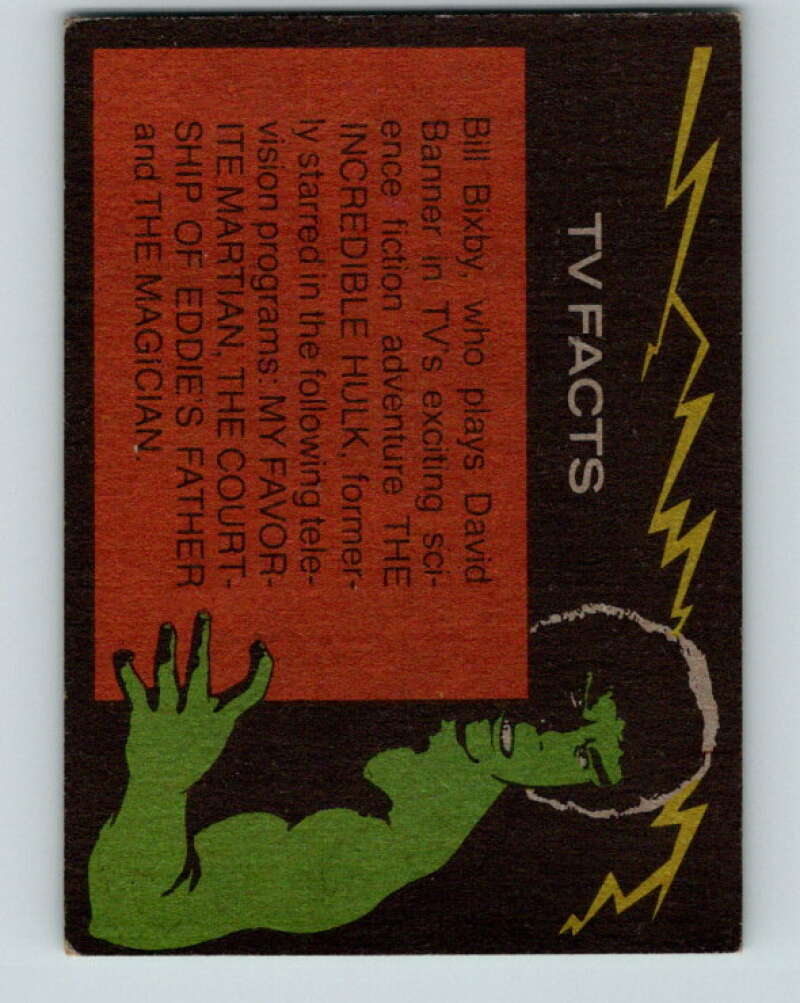 TV FACTS
Bill Bixby, who plays David
Banner in TV's exciting sci-
ence fiction adventure THE
INCREDIBLE HULK, former-
ly starred in the following tele-
vision programs: MY FAVOR-
ITE MARTIAN, THE COURT-
SHIP OF EDDIE'S FATHER
and THE MAGICIAN.